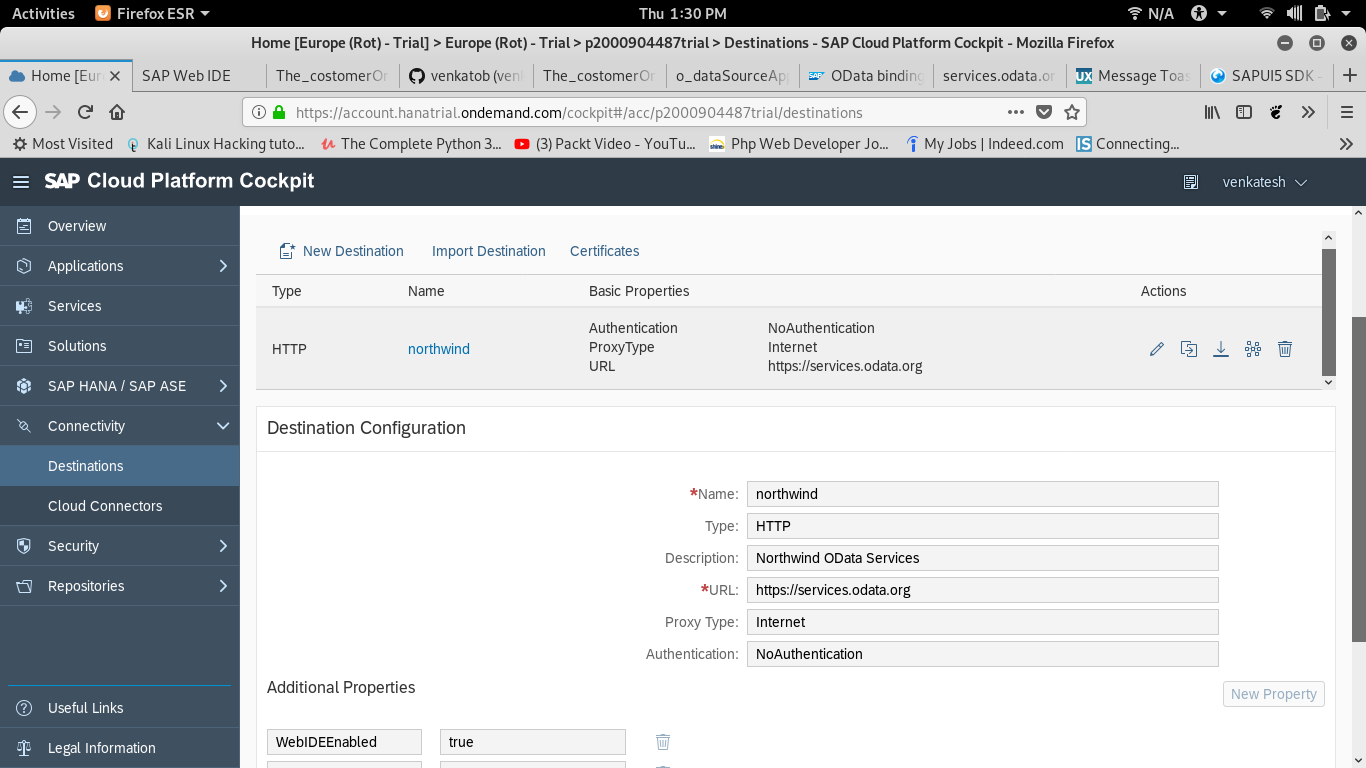 Activities Firefox ESR Thu 1:30 PM N/A
Home [Europe (Rot) - Trial] > Europe (Rot) - Trial > p2000904487trial > Destinations - SAP Cloud Platform Cockpit - Mozilla Firefox
Home [Eur SAP Web IDE The_costomerOr venkatob (ven The_costomerOr o_dataSourceApp OData binding services.odata.or Message Toas SAPUI5 SDK -
https://account.hanatrial.ondemand.com/cockpit#/acc/p2000904487trial/destinations
Most Visited Kali Linux Hacking tuto... The Complete Python 3... (3) Packt Video - YouTu... Php Web Developer Jo... My Jobs | Indeed.com Connecting...
SAP Cloud Platform Cockpit venkatesh
Overview
Applications
Services
Solutions
SAP HANA / SAP ASE
Connectivity
Destinations
Cloud Connectors
Security
Repositories
Useful Links
Legal Information
New Destination Import Destination Certificates
Type Name Basic Properties Actions
HTTP northwind
Authentication NoAuthentication
ProxyType Internet
URL https://services.odata.org
Destination Configuration
*Name: northwind
Type: HTTP
Description: Northwind OData Services
*URL: https://services.odata.org
Proxy Type: Internet
Authentication: NoAuthentication
Additional Properties New Property
WebIDEEnabled true